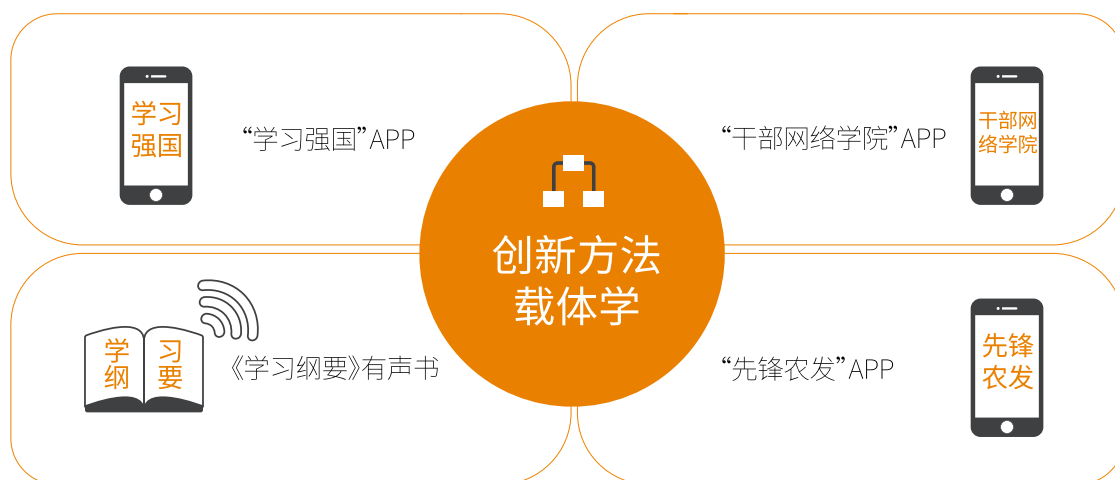 学习
强国
“学习强国”APP
“干部网络学院”APP
干部网
络学院
创新方法
载体学
学 习
纲 要
《学习纲要》有声书
“先锋农发”APP
先锋
农发